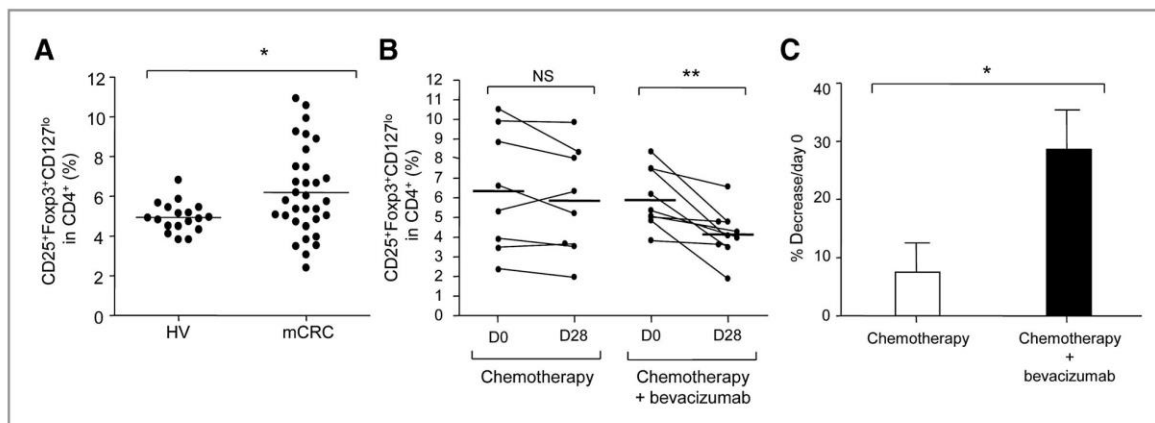 A
*
CD25⁺Foxp3⁺CD127ˡᵒ
in CD4⁺ (%)
12
10
8
6
4
2
0
HV
mCRC
B
NS
**
CD25⁺Foxp3⁺CD127ˡᵒ
in CD4⁺ (%)
12
11
10
9
8
7
6
5
4
3
2
1
0
D0
D28
D0
D28
Chemotherapy
Chemotherapy
+ bevacizumab
C
*
% Decrease/day 0
40
30
20
10
0
Chemotherapy
Chemotherapy
+
bevacizumab